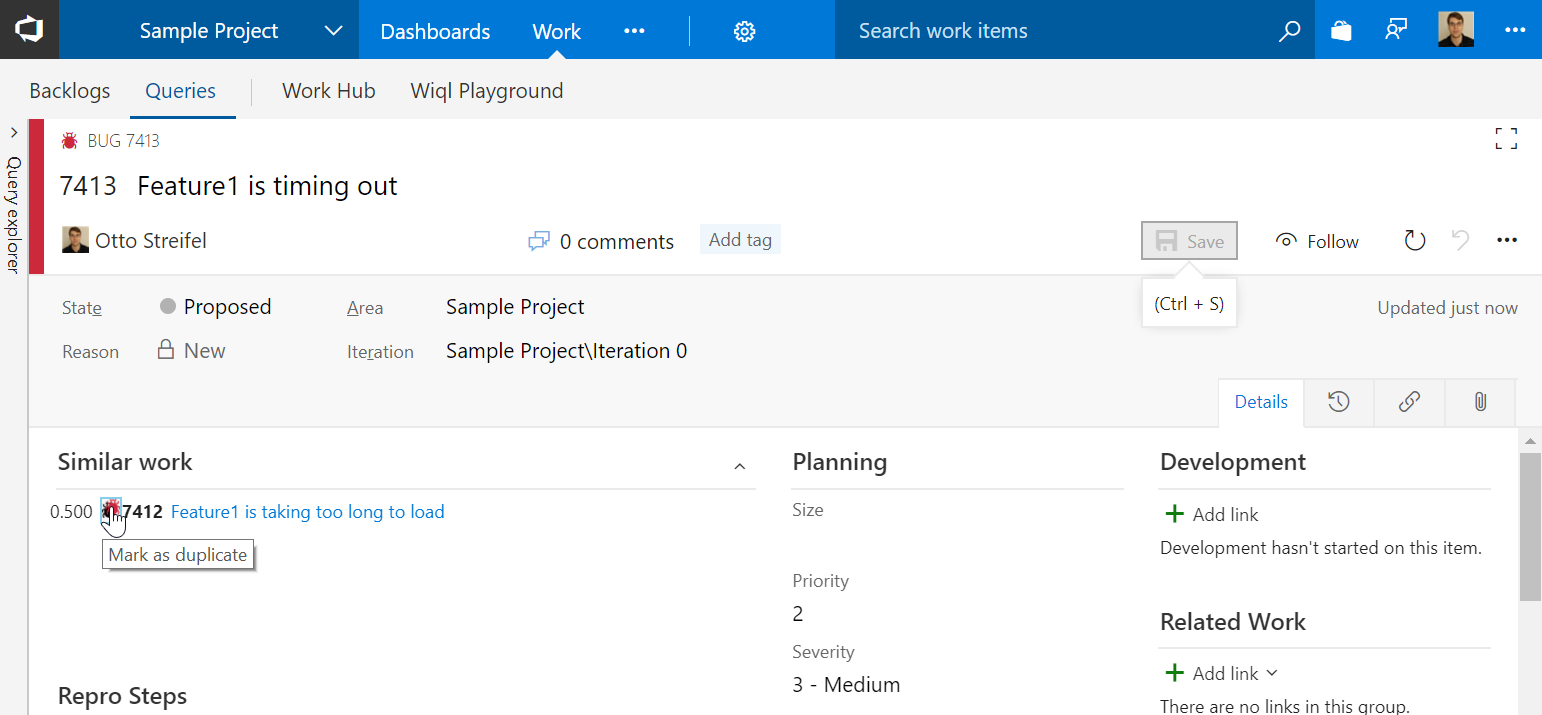 Sample Project
Dashboards
Work
Search work items
Backlogs
Queries
Work Hub
Wiql Playground
Query explorer
BUG 7413
7413 Feature1 is timing out
Otto Streifel
0 comments
Add tag
Save
Follow
(Ctrl + S)
State
Proposed
Area
Sample Project
Updated just now
Reason
New
Iteration
Sample Project\Iteration 0
Details
Similar work
0.500 7412 Feature1 is taking too long to load
Mark as duplicate
Repro Steps
Planning
Size
Priority
2
Severity
3 - Medium
Development
Add link
Development hasn't started on this item.
Related Work
Add link
There are no links in this group.